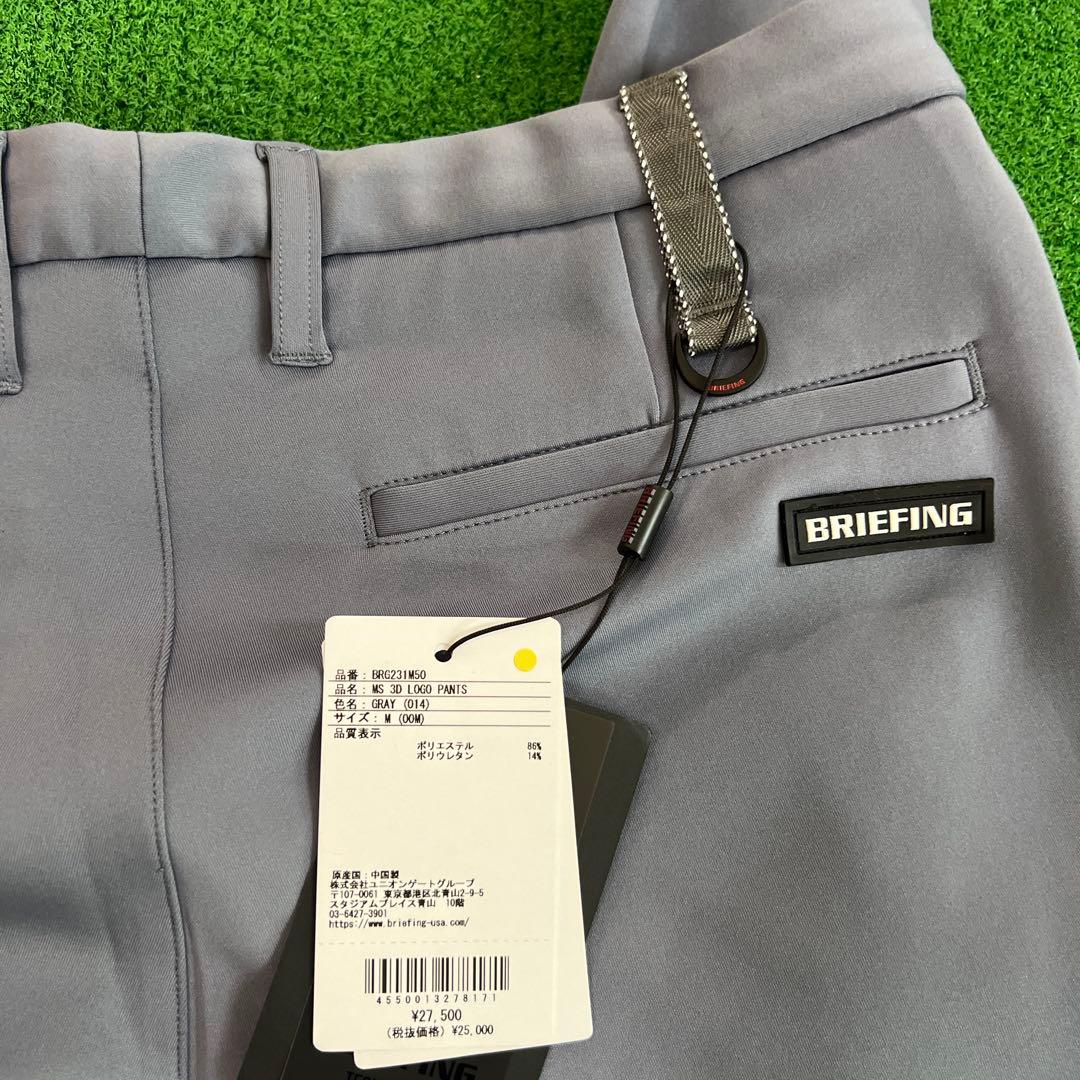 BRIEFING
BRIEFING
BRIEFING
品番：BRG231M50
品名：MS 3D LOGO PANTS
色名：GRAY (014)
サイズ：M (00M)
品質表示
ポリエステル 86%
ポリウレタン 14%
原産国：中国製
株式会社ユニオンゲートグループ
〒107-0061 東京都港区北青山2-9-5
スタジアムプレイス青山 10階
03-6427-3901
https://www.briefing-usa.com/
4550013278171
¥27,500
(税抜価格) ¥25,000
BRIEFING